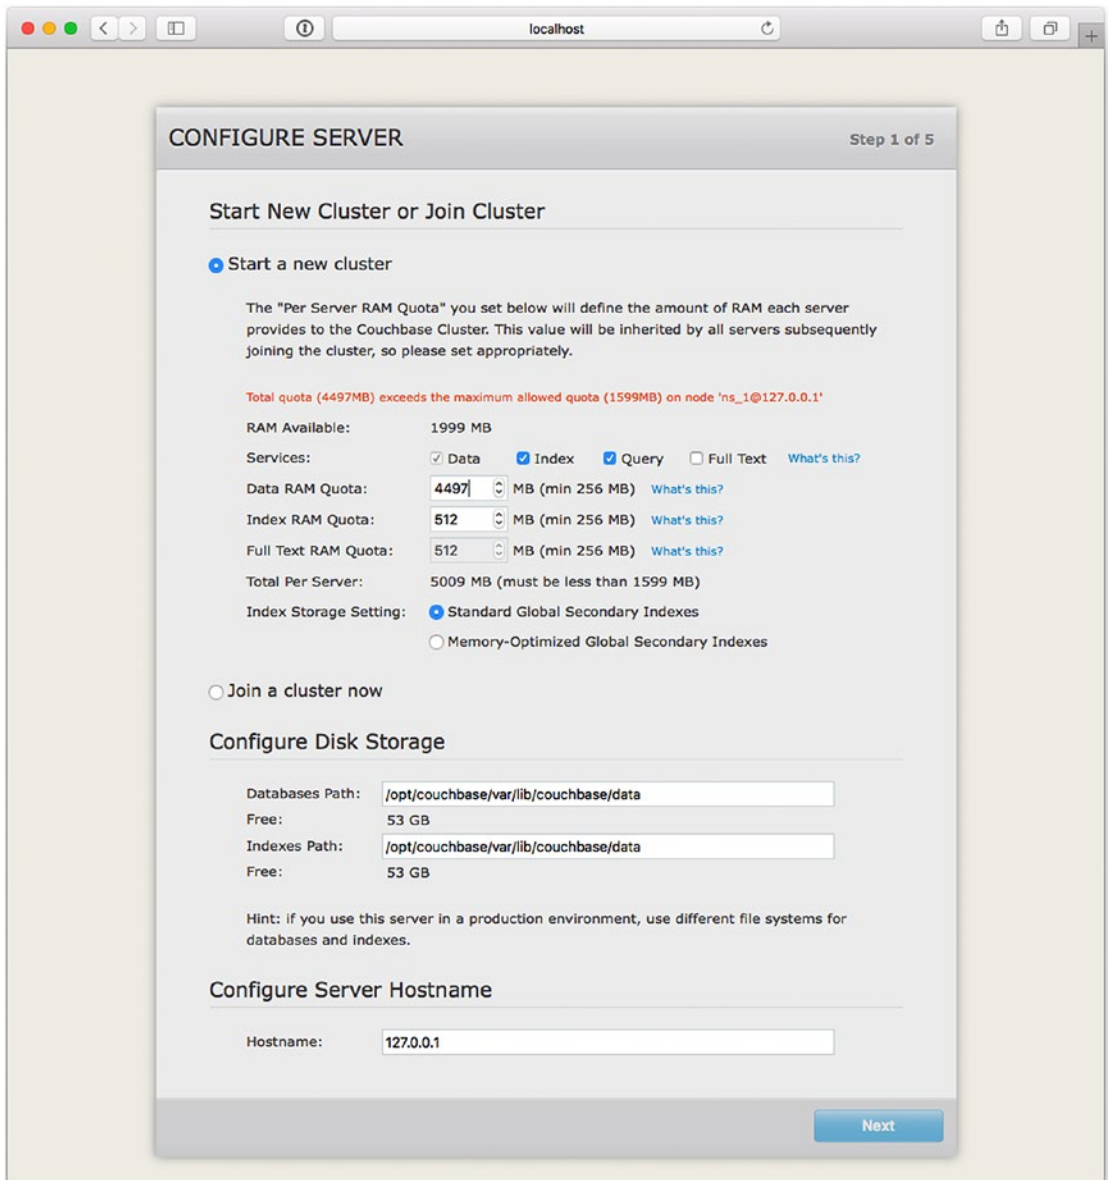 localhost
CONFIGURE SERVER Step 1 of 5
Start New Cluster or Join Cluster
Start a new cluster
The "Per Server RAM Quota" you set below will define the amount of RAM each server
provides to the Couchbase Cluster. This value will be inherited by all servers subsequently
joining the cluster, so please set appropriately.
Total quota (4497MB) exceeds the maximum allowed quota (1599MB) on node 'ns_1@127.0.0.1'
RAM Available: 1999 MB
Services: Data Index Query Full Text What's this?
Data RAM Quota: 4497 MB (min 256 MB) What's this?
Index RAM Quota: 512 MB (min 256 MB) What's this?
Full Text RAM Quota: 512 MB (min 256 MB) What's this?
Total Per Server: 5009 MB (must be less than 1599 MB)
Index Storage Setting: Standard Global Secondary Indexes
Memory-Optimized Global Secondary Indexes
Join a cluster now
Configure Disk Storage
Databases Path: /opt/couchbase/var/lib/couchbase/data
Free: 53 GB
Indexes Path: /opt/couchbase/var/lib/couchbase/data
Free: 53 GB
Hint: if you use this server in a production environment, use different file systems for
databases and indexes.
Configure Server Hostname
Hostname: 127.0.0.1
Next